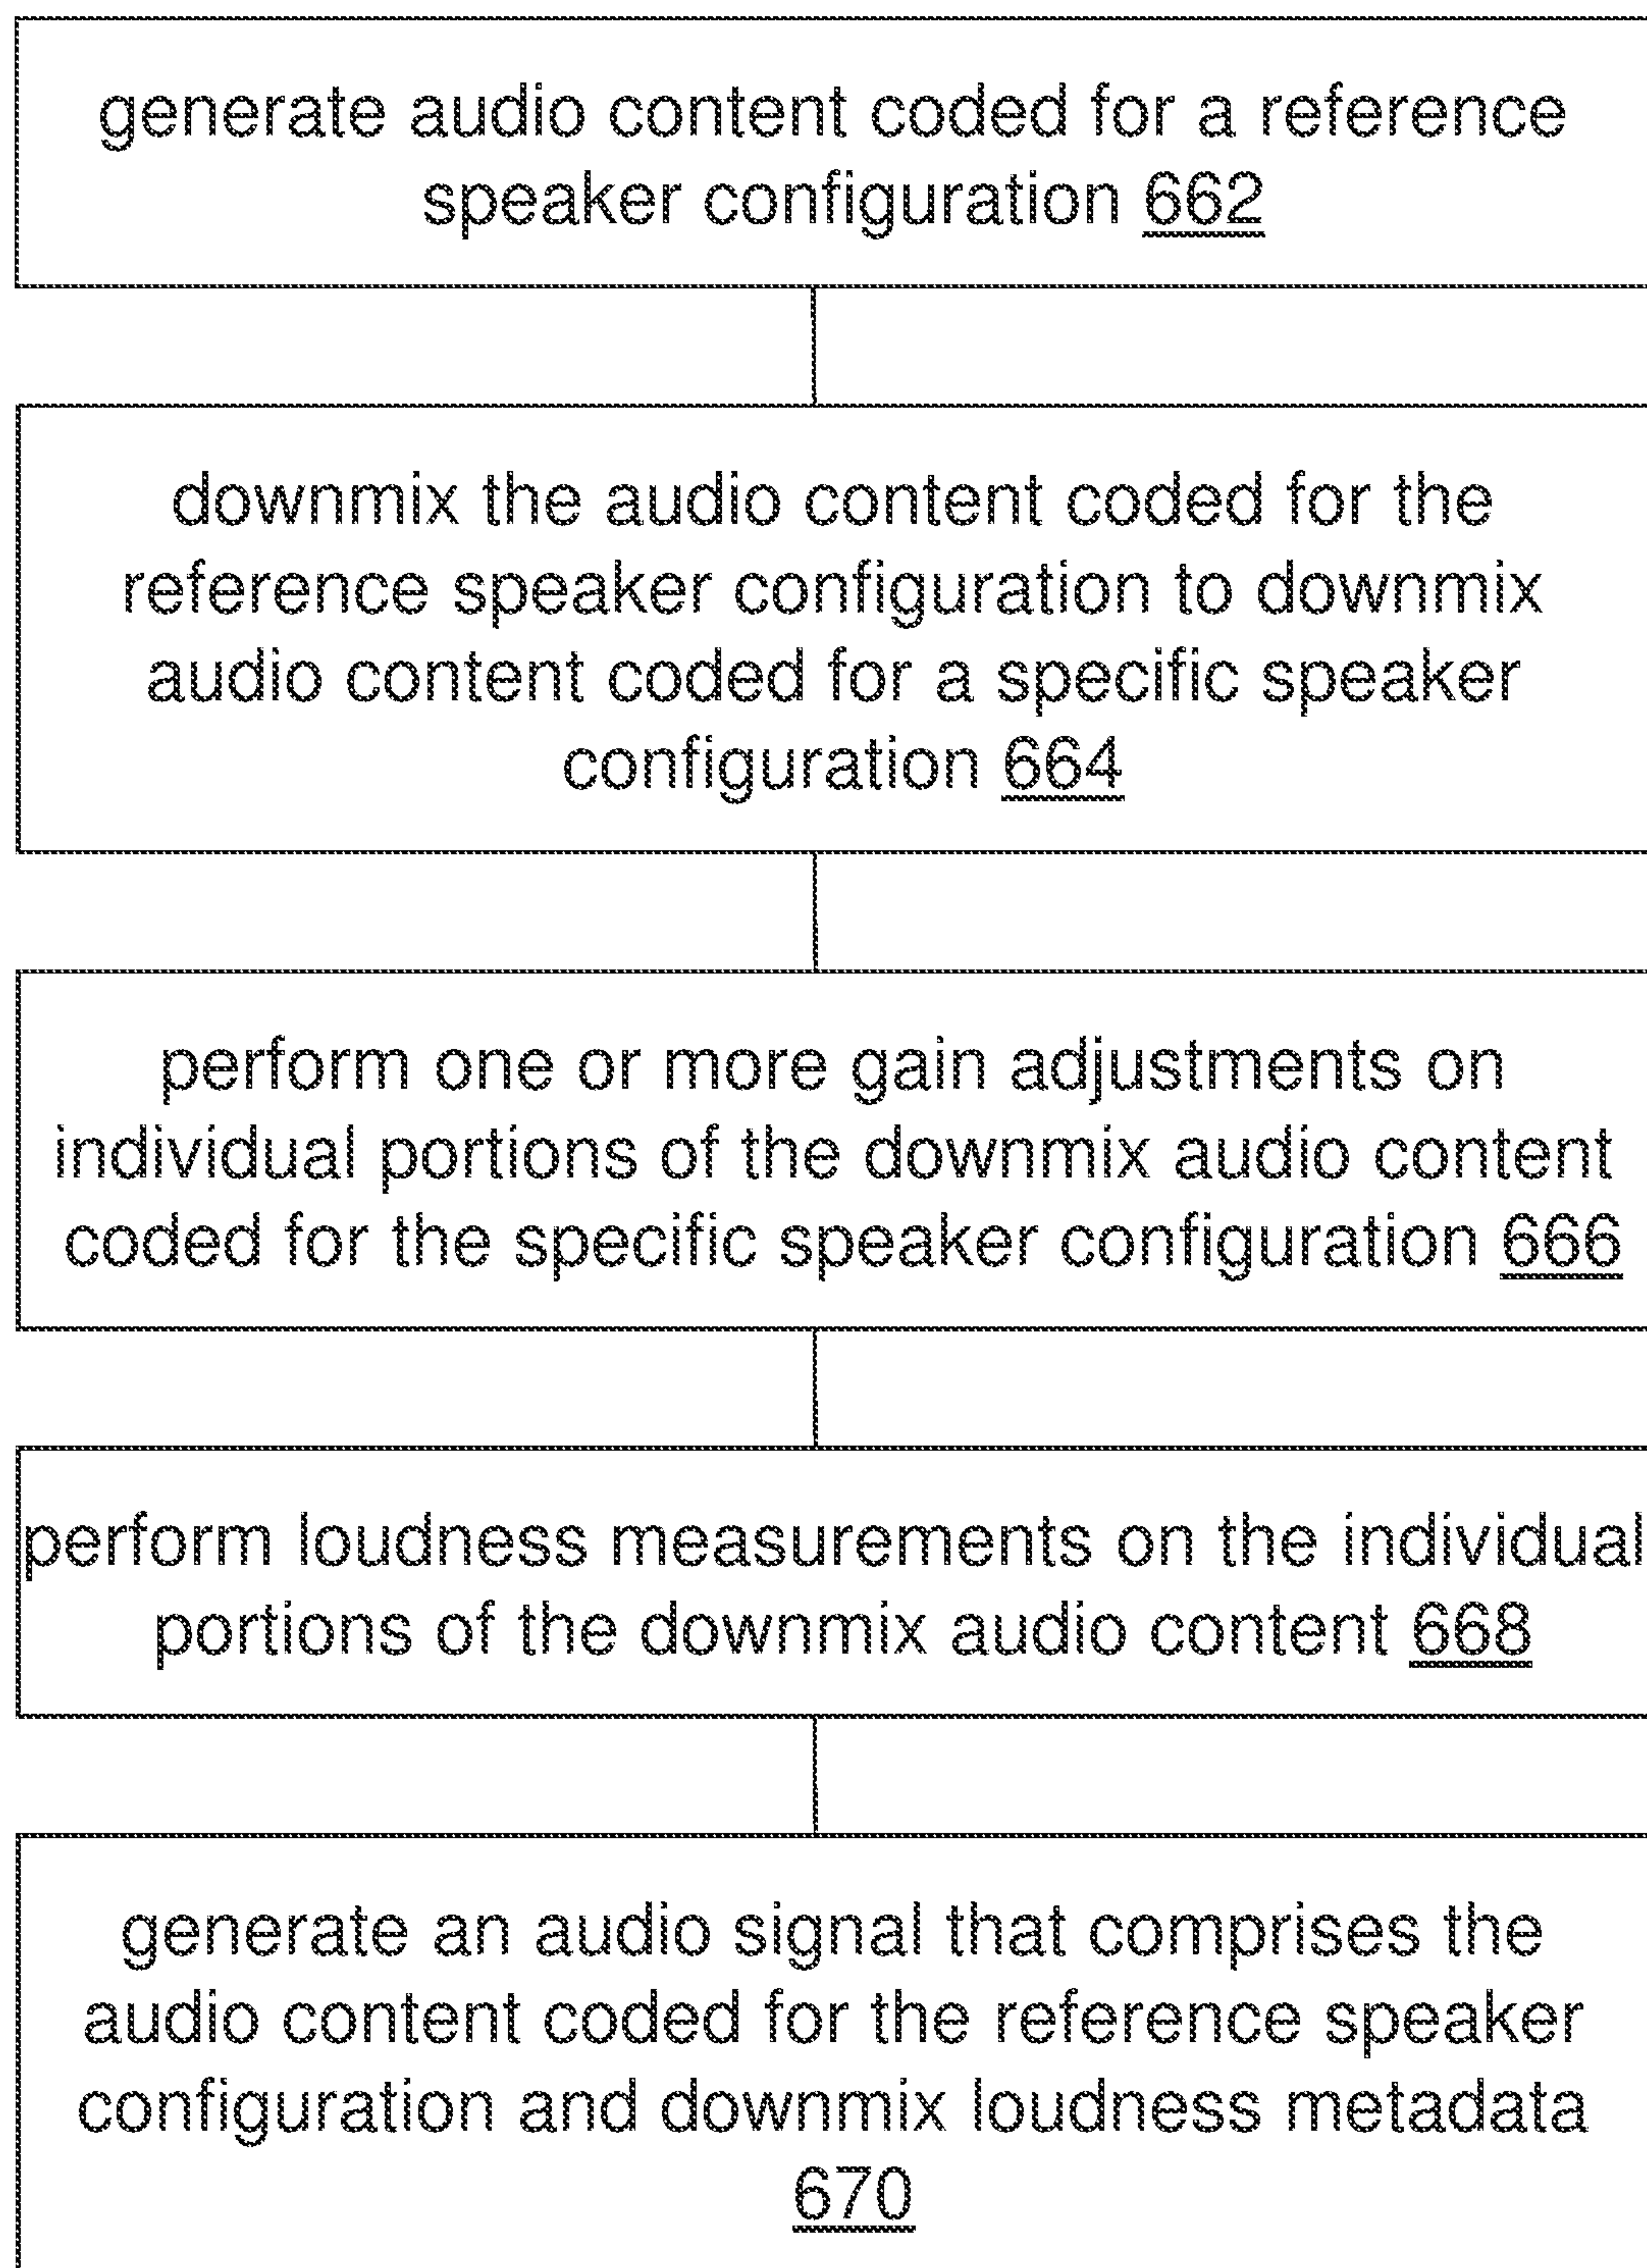 generate audio content coded for a reference
speaker configuration 662
downmix the audio content coded for the
reference speaker configuration to downmix
audio content coded for a specific speaker
configuration 664
perform one or more gain adjustments on
individual portions of the downmix audio content
coded for the specific speaker configuration 666
perform loudness measurements on the individual
portions of the downmix audio content 668
generate an audio signal that comprises the
audio content coded for the reference speaker
configuration and downmix loudness metadata
670